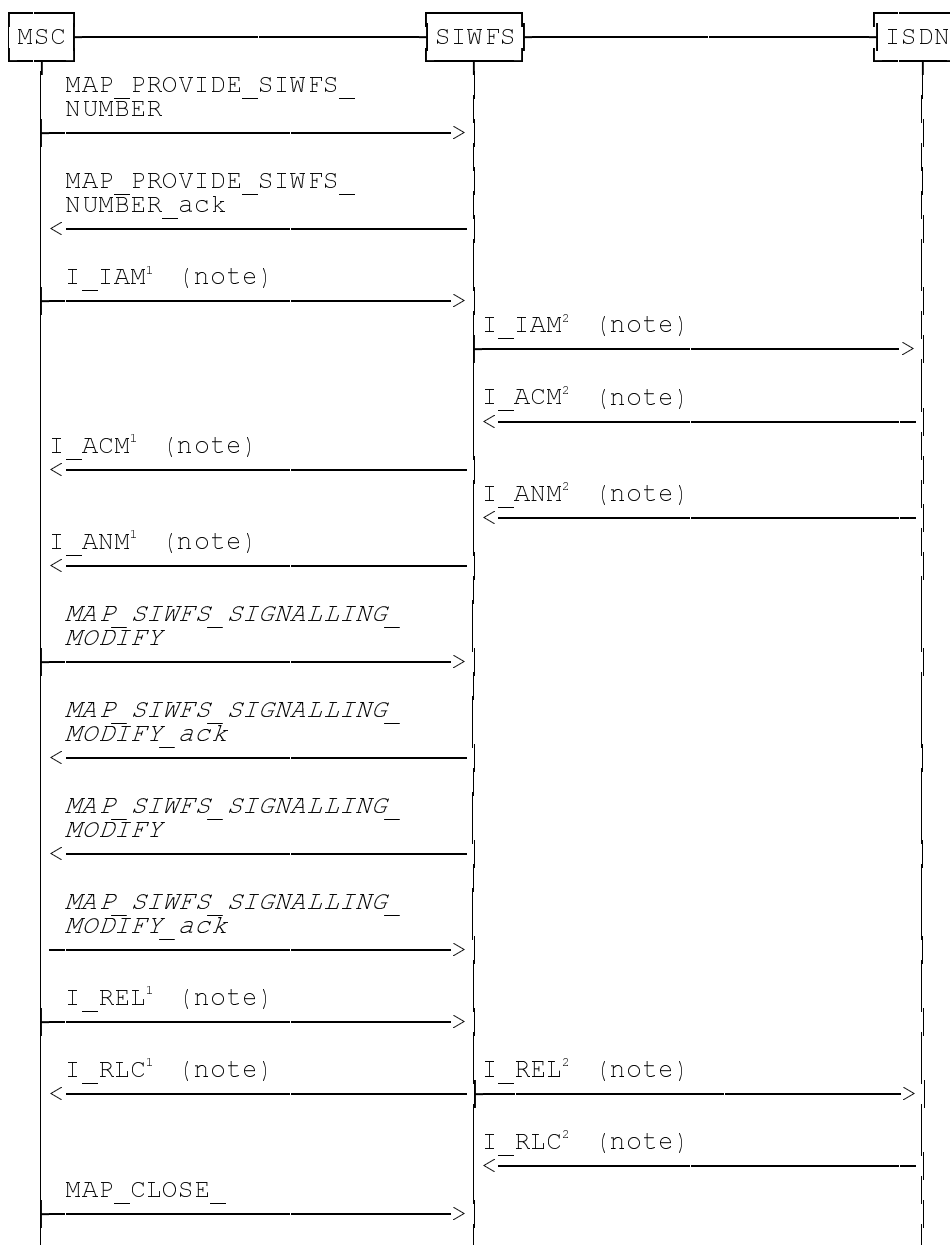 MSC SIWFS ISDN
MAP_PROVIDE_SIWFS_
NUMBER
MAP_PROVIDE_SIWFS_
NUMBER_ack
I_IAM¹ (note)
I_IAM² (note)
I_ACM² (note)
I_ACM¹ (note)
I_ANM² (note)
I_ANM¹ (note)
MAP_SIWFS_SIGNALLING_
MODIFY
MAP_SIWFS_SIGNALLING_
MODIFY_ack
MAP_SIWFS_SIGNALLING_
MODIFY
MAP_SIWFS_SIGNALLING_
MODIFY_ack
I_REL¹ (note)
I_RLC¹ (note) I_REL² (note)
I_RLC² (note)
MAP_CLOSE_